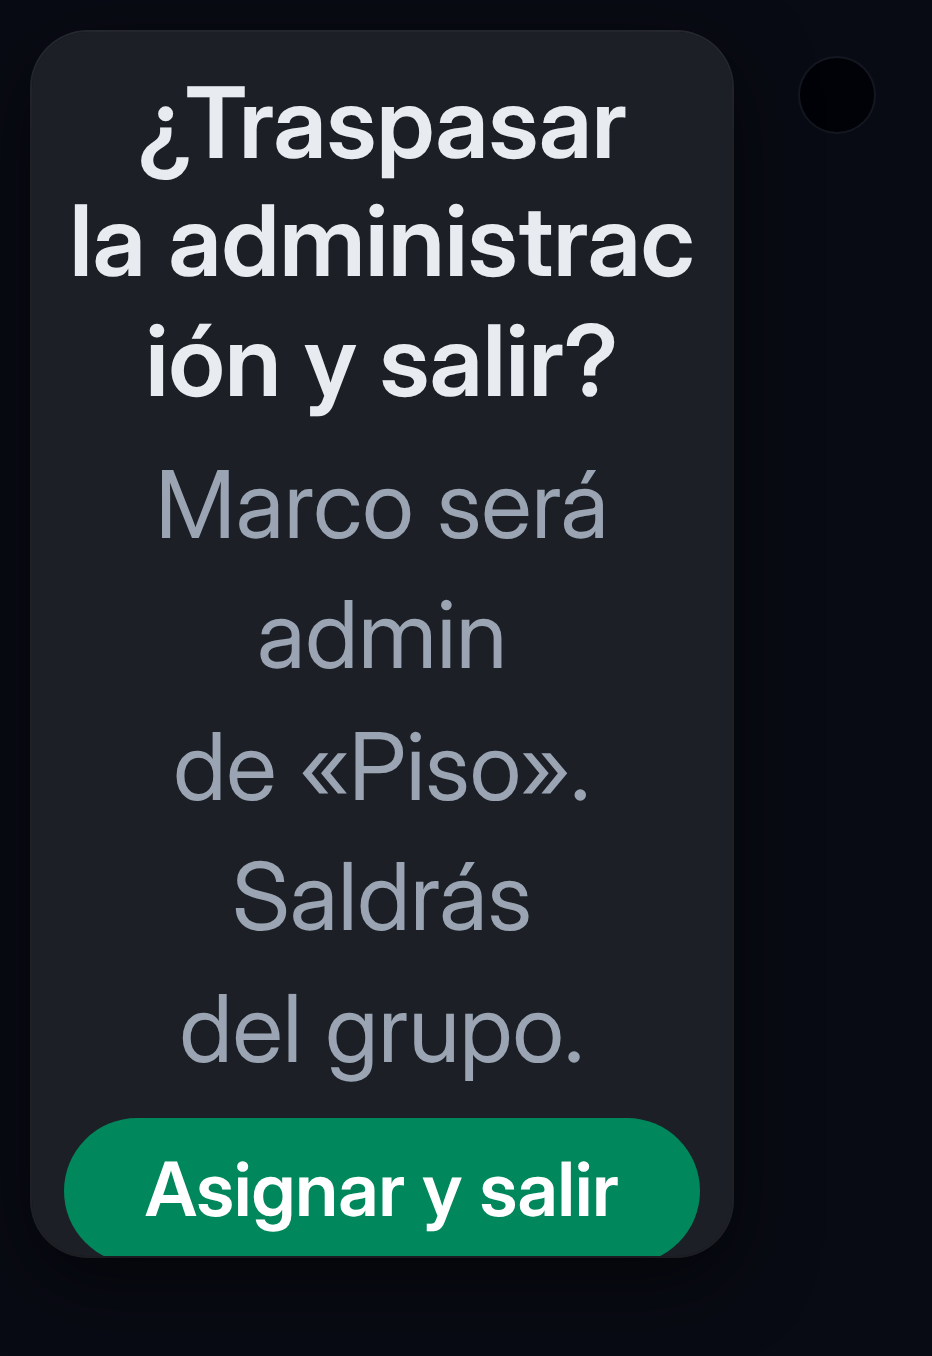 ¿Traspasar
la administrac
ión y salir?
Marco será
admin
de «Piso».
Saldrás
del grupo.
Asignar y salir